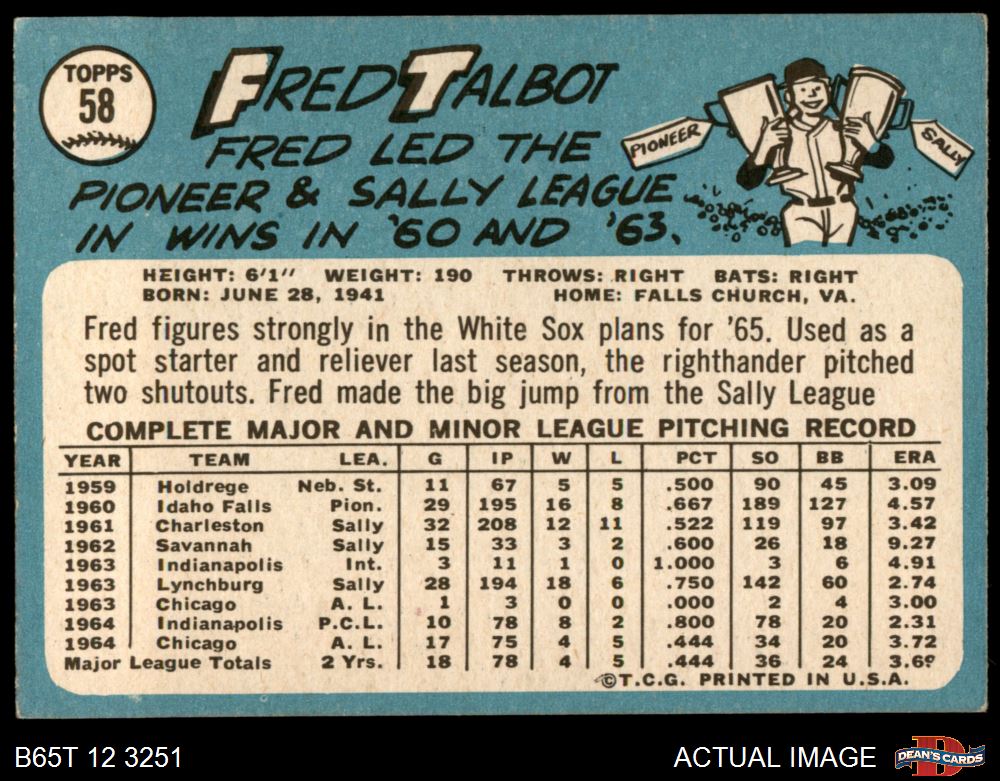 TOPPS
58
FRED TALBOT
FRED LED THE
PIONEER & SALLY LEAGUE
IN WINS IN '60 AND '63.
PIONEER
SALLY
HEIGHT: 6'1" WEIGHT: 190 THROWS: RIGHT BATS: RIGHT
BORN: JUNE 28, 1941 HOME: FALLS CHURCH, VA.
Fred figures strongly in the White Sox plans for '65. Used as a
spot starter and reliever last season, the righthander pitched
two shutouts. Fred made the big jump from the Sally League
COMPLETE MAJOR AND MINOR LEAGUE PITCHING RECORD
YEAR TEAM LEA. G IP W L PCT SO BB ERA
1959 Holdrege Neb. St. 11 67 5 5 .500 90 45 3.09
1960 Idaho Falls Pion. 29 195 16 8 .667 189 127 4.57
1961 Charleston Sally 32 208 12 11 .522 119 97 3.42
1962 Savannah Sally 15 33 3 2 .600 26 18 9.27
1963 Indianapolis Int. 3 11 1 0 1.000 3 6 4.91
1963 Lynchburg Sally 28 194 18 6 .750 142 60 2.74
1963 Chicago A. L. 1 3 0 0 .000 2 4 3.00
1964 Indianapolis P.C.L. 10 78 8 2 .800 78 20 2.31
1964 Chicago A. L. 17 75 4 5 .444 34 20 3.72
Major League Totals 2 Yrs. 18 78 4 5 .444 36 24 3.69
©T.C.G. PRINTED IN U.S.A.
B65T 12 3251 ACTUAL IMAGE
D
DEAN'S CARDS